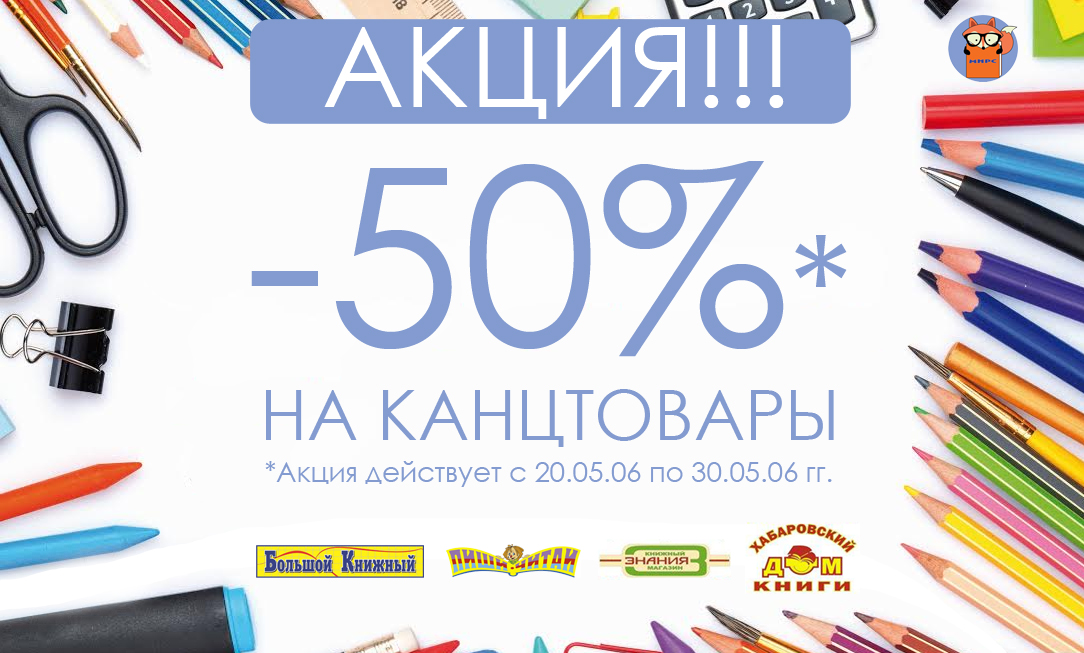 АКЦИЯ!!!
ММРС
-50%*
НА КАНЦТОВАРЫ
*Акция действует с 20.05.06 по 30.05.06 гг.
БОЛЬШОЙ КНИЖНЫЙ
ПИШИ ЧИТАЙ
КНИЖНЫЙ
ЗНАНИЯ
МАГАЗИН
ХАБАРОВСКИЙ
ДОМ
КНИГИ